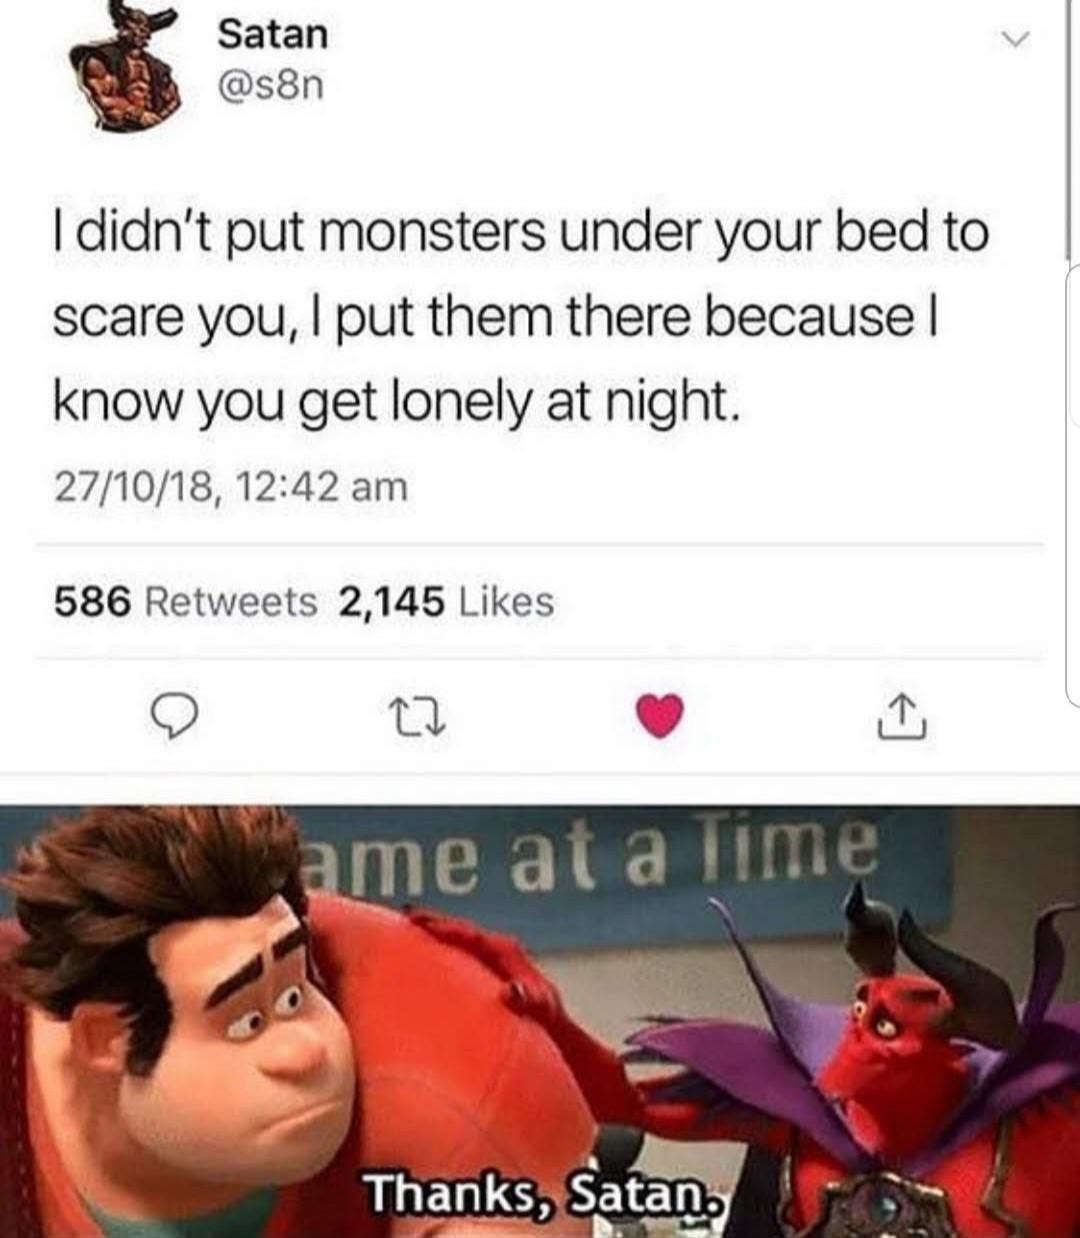 Satan
@s8n
I didn't put monsters under your bed to
scare you, I put them there because I
know you get lonely at night.
27/10/18, 12:42 am
586 Retweets 2,145 Likes
ame at a Time
Thanks, Satan.